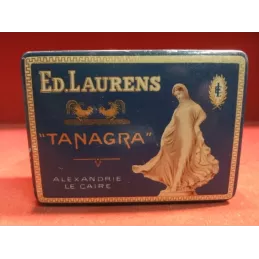 ED. LAURENS
"TANAGRA"
ALEXANDRIE
LE CAIRE